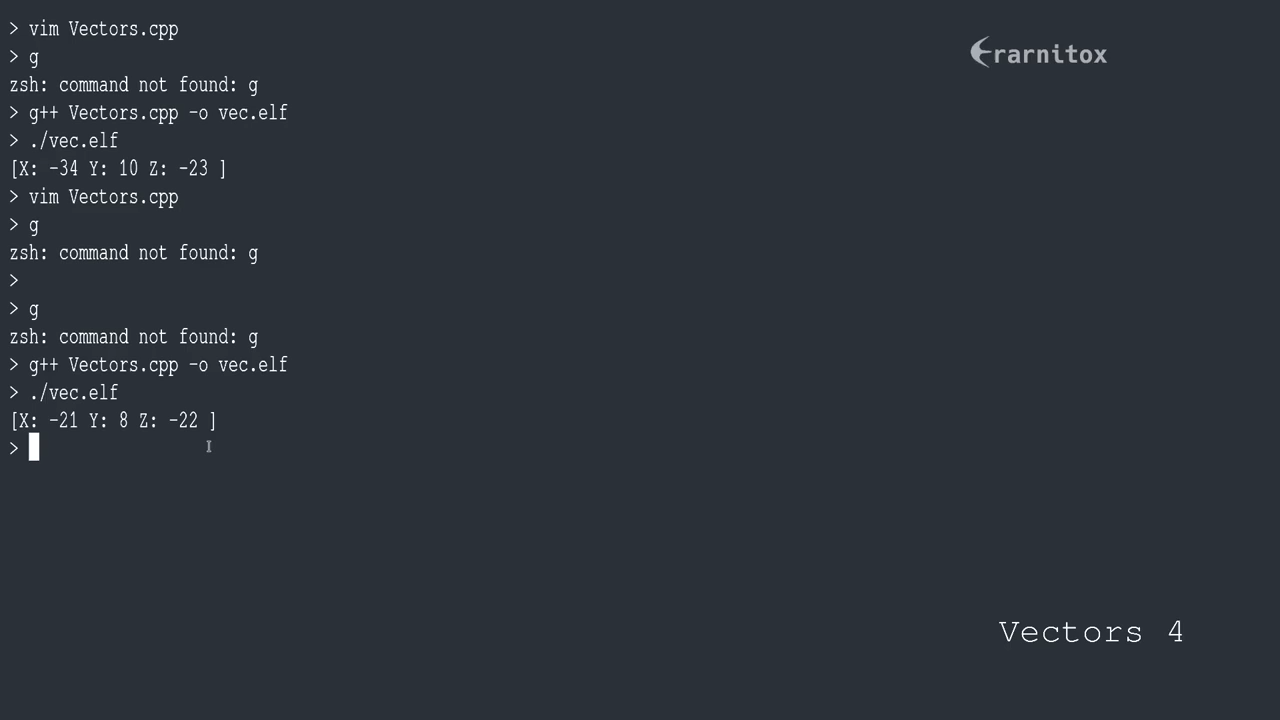 > vim Vectors.cpp
> g
zsh: command not found: g
> g++ Vectors.cpp -o vec.elf
> ./vec.elf
[X: -34 Y: 10 Z: -23 ]
> vim Vectors.cpp
> g
zsh: command not found: g
>
> g
zsh: command not found: g
> g++ Vectors.cpp -o vec.elf
> ./vec.elf
[X: -21 Y: 8 Z: -22 ]
>
rarnitox
Vectors 4